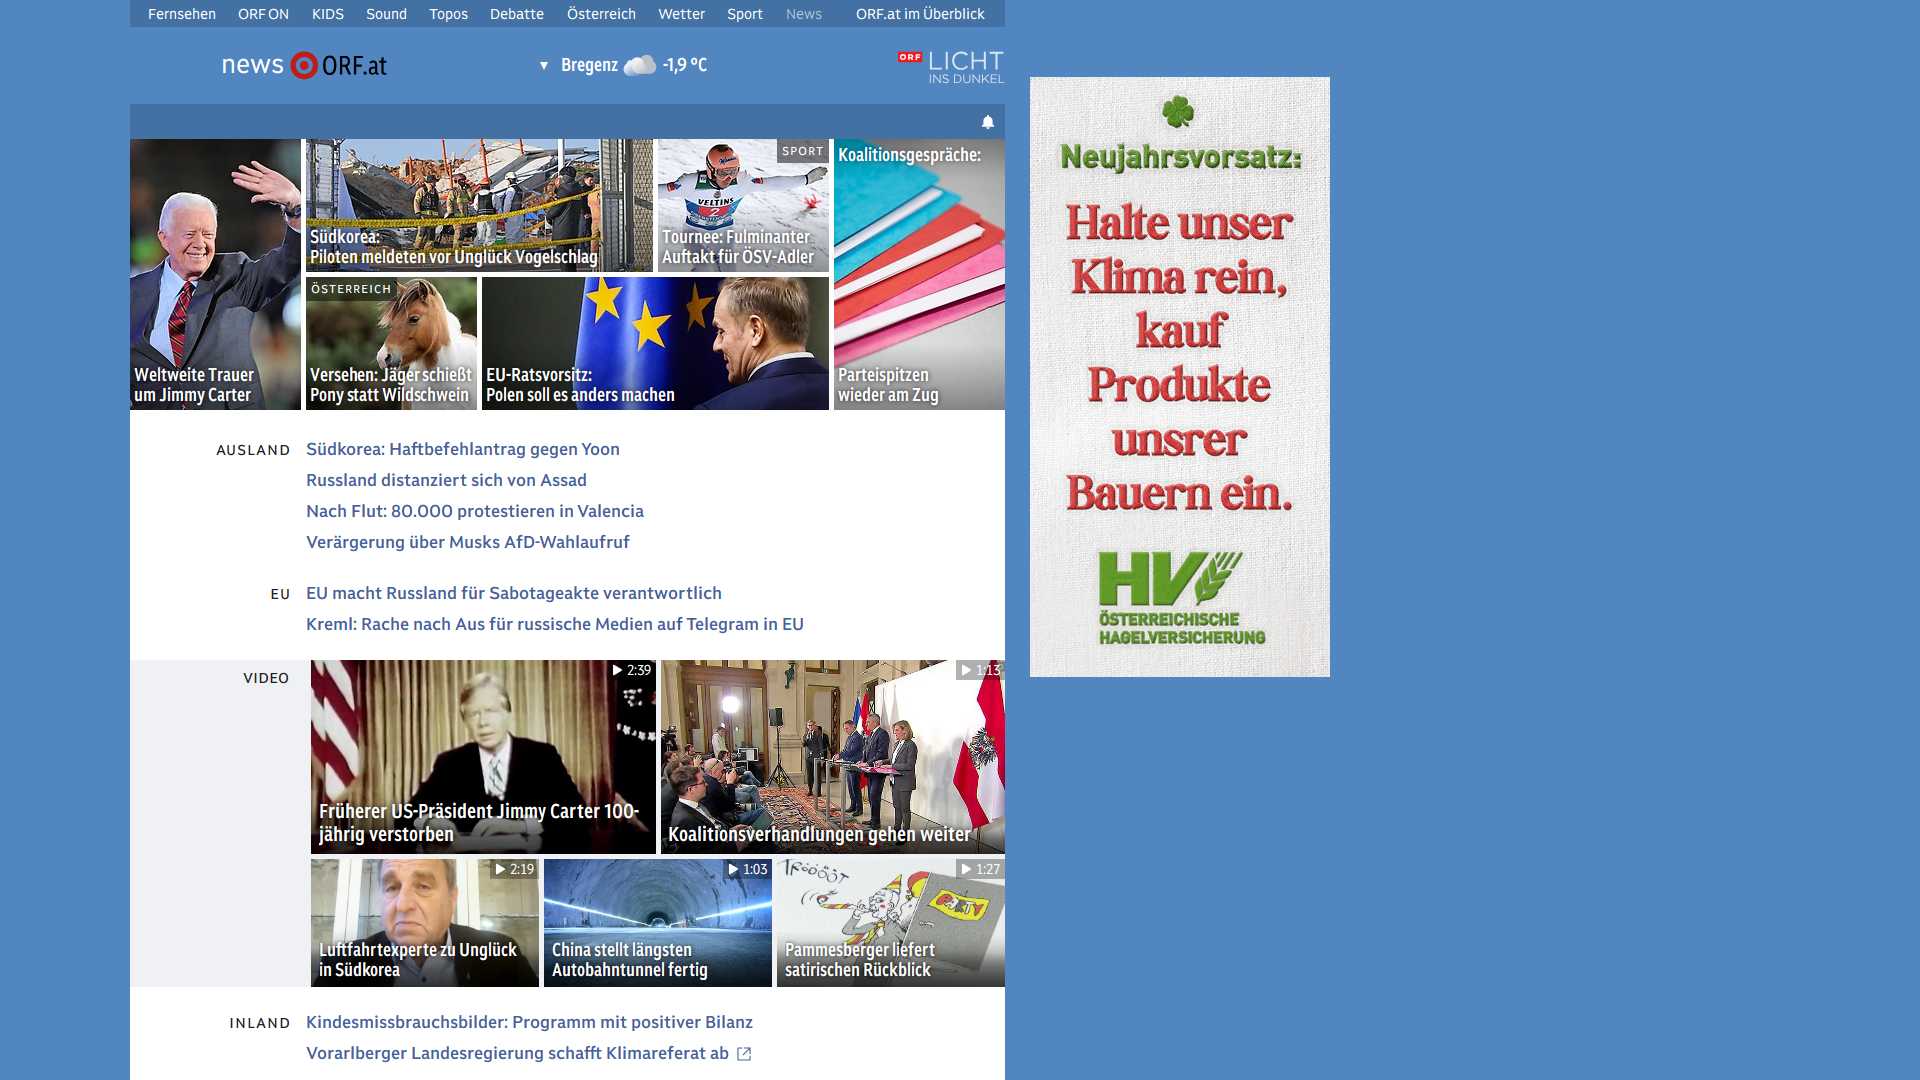 Fernsehen ORF ON KIDS Sound Topos Debatte Österreich Wetter Sport News ORF.at im Überblick
news ORF.at
Bregenz -1,9 °C
ORF LICHT
INS DUNKEL
Weltweite Trauer
um Jimmy Carter
Südkorea:
Piloten meldeten vor Unglück Vogelschlag
SPORT
VELTINS
2
Tournee: Fulminanter
Auftakt für ÖSV-Adler
Koalitionsgespräche:
Parteispitzen
wieder am Zug
ÖSTERREICH
Versehen: Jäger schießt
Pony statt Wildschwein
EU-Ratsvorsitz:
Polen soll es anders machen
AUSLAND
Südkorea: Haftbefehlantrag gegen Yoon
Russland distanziert sich von Assad
Nach Flut: 80.000 protestieren in Valencia
Verärgerung über Musks AfD-Wahlaufruf
EU
EU macht Russland für Sabotageakte verantwortlich
Kreml: Rache nach Aus für russische Medien auf Telegram in EU
VIDEO
2:39
Früherer US-Präsident Jimmy Carter 100-
jährig verstorben
1:13
Koalitionsverhandlungen gehen weiter
2:19
Luftfahrtexperte zu Unglück
in Südkorea
1:03
China stellt längsten
Autobahntunnel fertig
1:27
TRÖÖÖÖT
PARTY
Pammesberger liefert
satirischen Rückblick
INLAND
Kindesmissbrauchsbilder: Programm mit positiver Bilanz
Vorarlberger Landesregierung schafft Klimareferat ab
Neujahrsvorsatz:
Halte unser
Klima rein,
kauf
Produkte
unsrer
Bauern ein.
HV
ÖSTERREICHISCHE
HAGELVERSICHERUNG